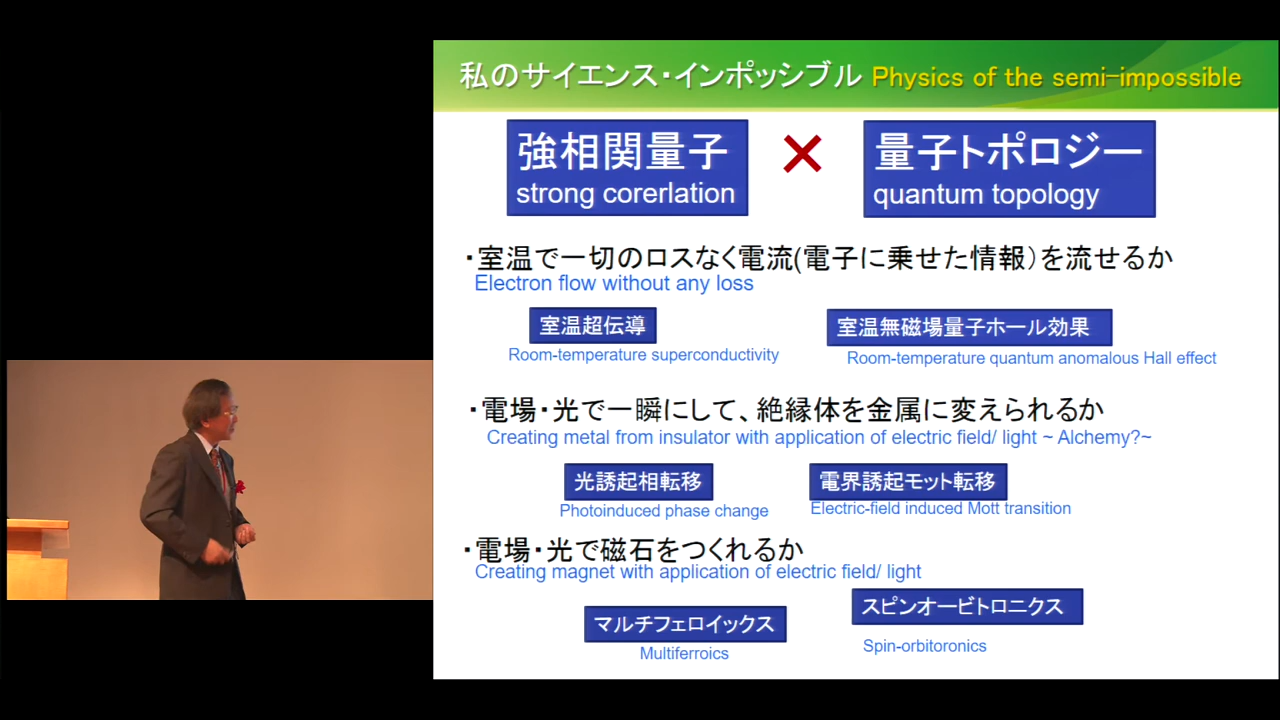 私のサイエンス・インポッシブル Physics of the semi-impossible
強相関量子
strong corerlation
×
量子トポロジー
quantum topology
・室温で一切のロスなく電流(電子に乗せた情報）を流せるか
Electron flow without any loss
室温超伝導
Room-temperature superconductivity
室温無磁場量子ホール効果
Room-temperature quantum anomalous Hall effect
・電場・光で一瞬にして、絶縁体を金属に変えられるか
Creating metal from insulator with application of electric field/ light ~ Alchemy?~
光誘起相転移
Photoinduced phase change
電界誘起モット転移
Electric-field induced Mott transition
・電場・光で磁石をつくれるか
Creating magnet with application of electric field/ light
マルチフェロイックス
Multiferroics
スピンオービトロニクス
Spin-orbitoronics